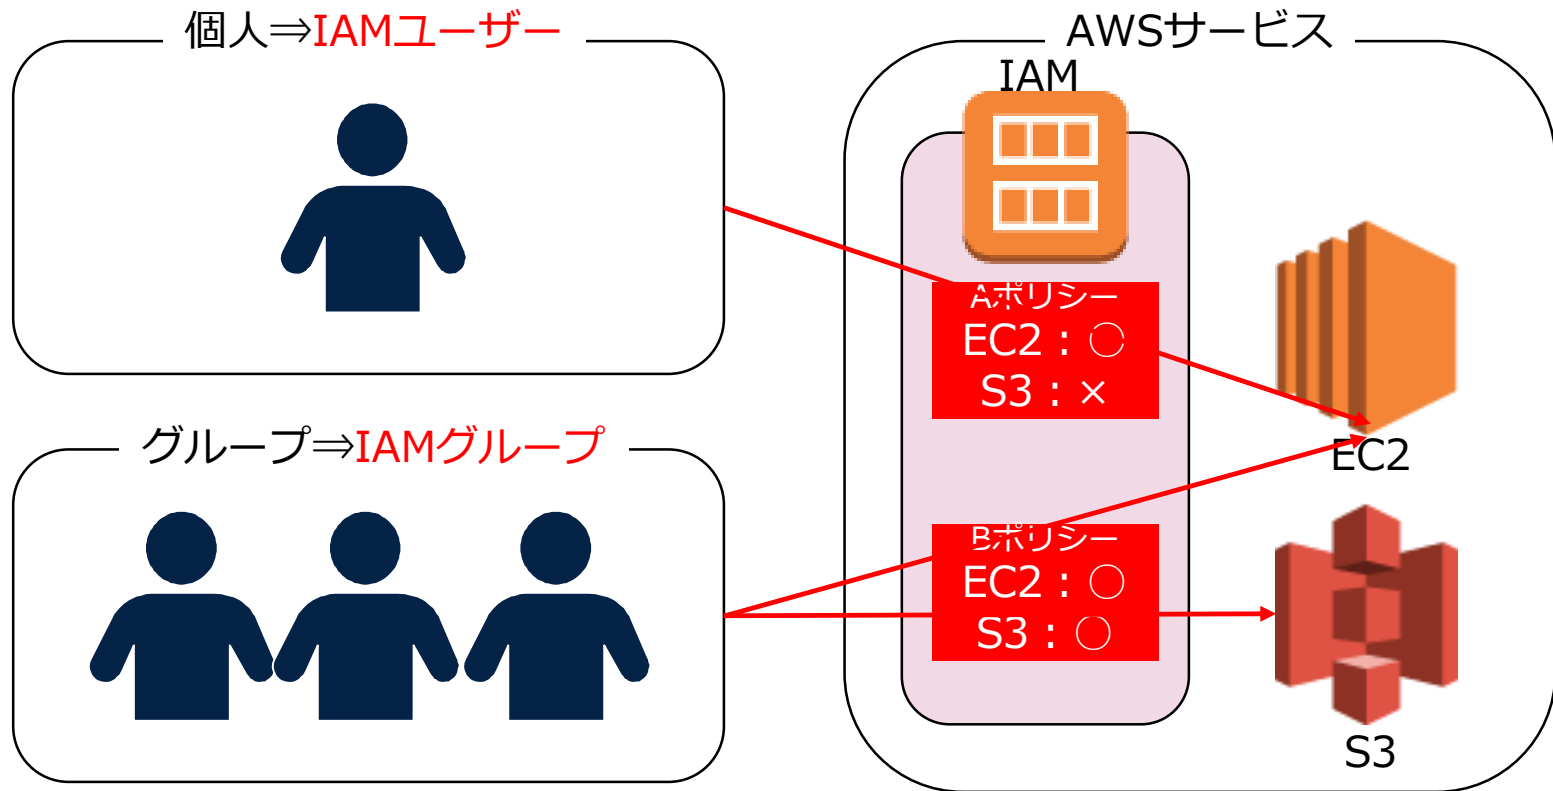 個人⇒IAMユーザー
AWSサービス
IAM
Aポリシー
EC2：○
S3：×
EC2
グループ⇒IAMグループ
Bポリシー
EC2：○
S3：○
S3